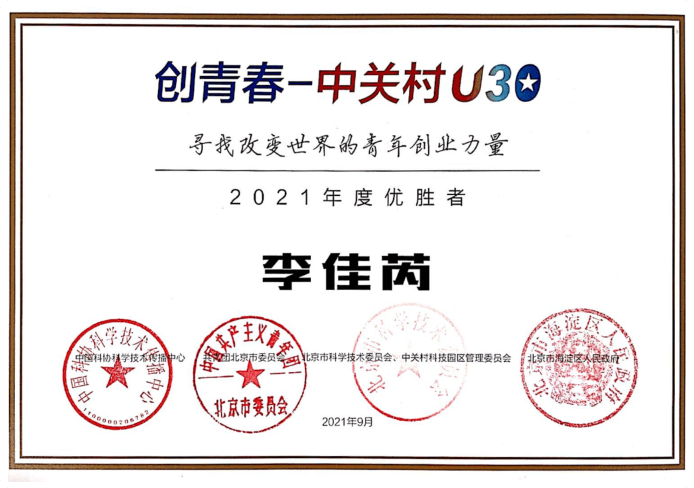 创青春-中关村U30
寻找改变世界的青年创业力量
2021年度优胜者
李佳芮
中国科协科学技术传播中心 共青团北京市委员会 北京市科学技术委员会、中关村科技园区管理委员会 北京市海淀区人民政府
中国科协科学技术传播中心
1100000206782
中国共产主义青年团
北京市委员会
北京市科学技术
北京市海淀区人民政府
2021年9月